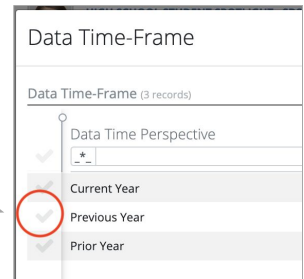 Data Time-Frame
Data Time-Frame (3 records)
Data Time Perspective
_*_
Current Year
Previous Year
Prior Year